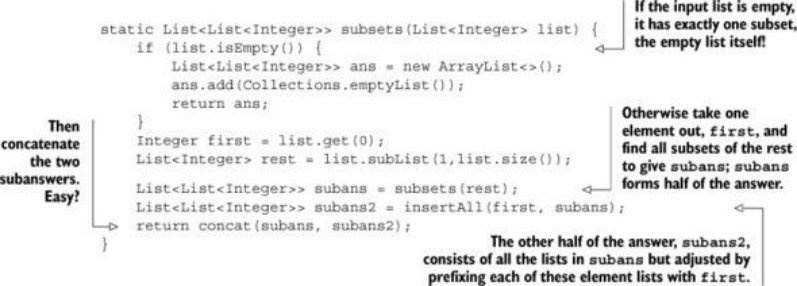 If the input list is empty,
it has exactly one subset,
the empty list itself!
static List<List<Integer>> subsets(List<Integer> list) {
if (list.isEmpty()) {
List<List<Integer>> ans = new ArrayList<>();
ans.add(Collections.emptyList());
return ans;
}
Integer first = list.get(0);
List<Integer> rest = list.subList(1,list.size());
Otherwise take one
element out, first, and
find all subsets of the rest
to give subans; subans
forms half of the answer.
List<List<Integer>> subans = subsets(rest);
List<List<Integer>> subans2 = insertAll(first, subans);
Then
concatenate
the two
subanswers.
Easy?
return concat(subans, subans2);
}
The other half of the answer, subans2,
consists of all the lists in subans but adjusted by
prefixing each of these element lists with first.